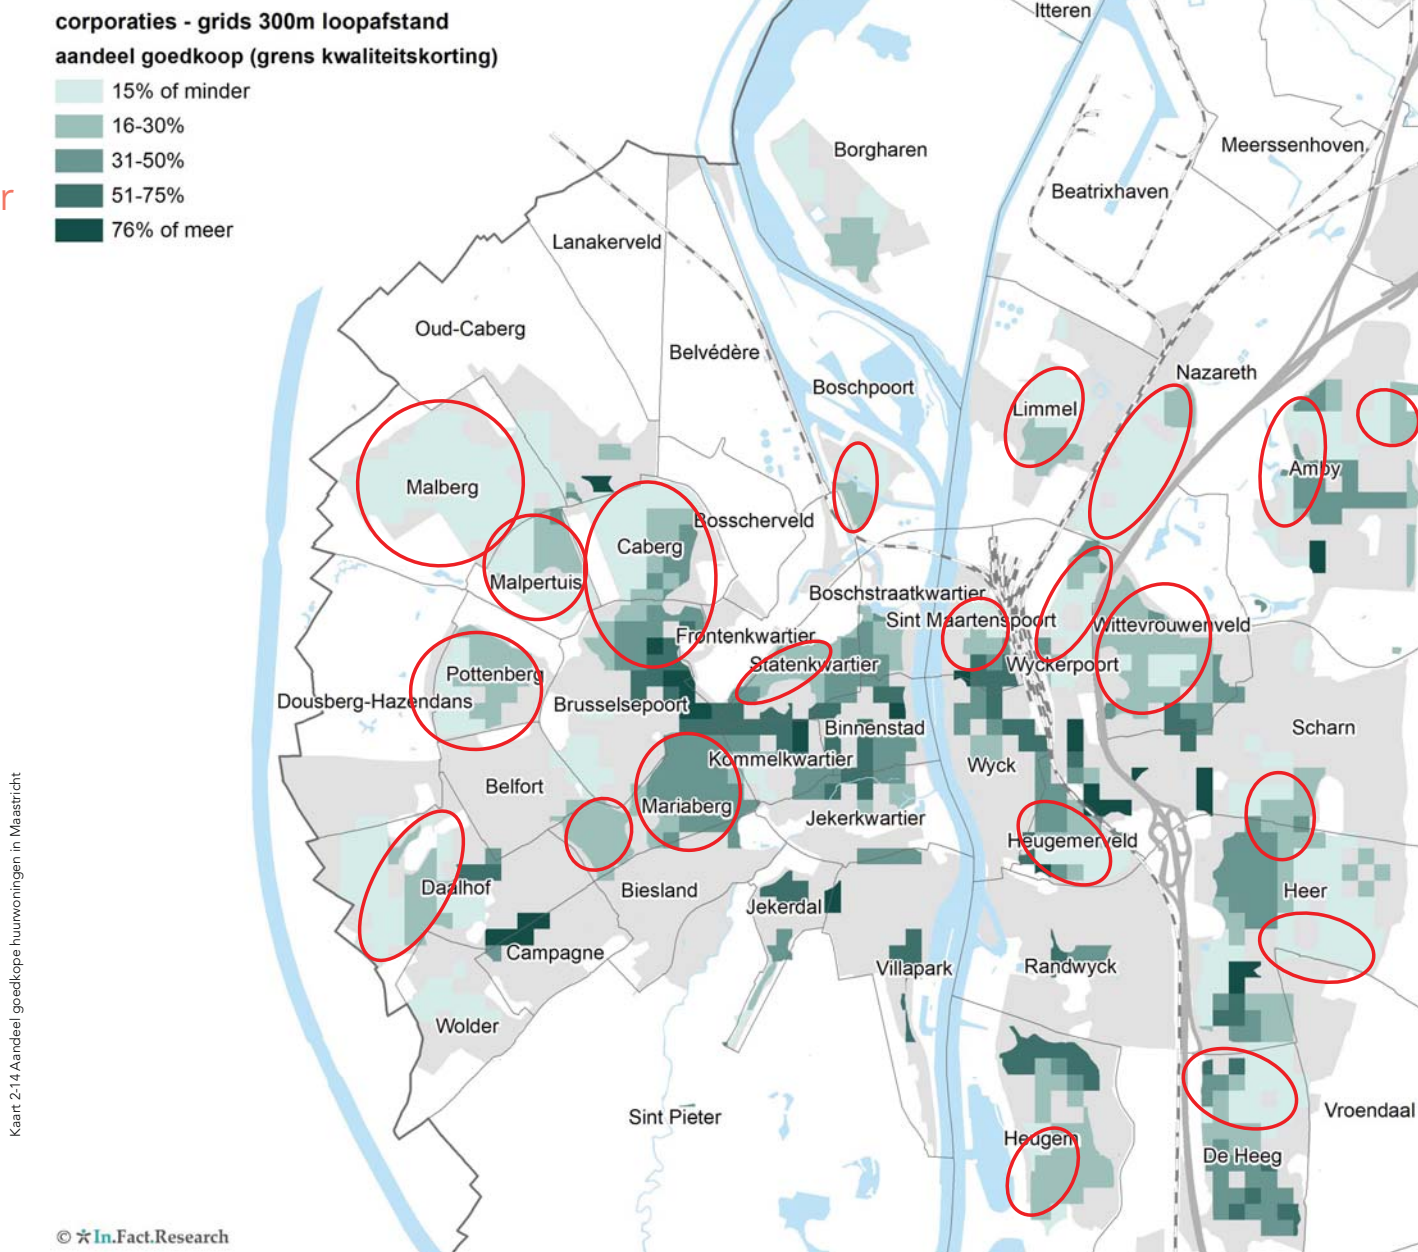 corporaties - grids 300m loopafstand
aandeel goedkoop (grens kwaliteitskorting)
15% of minder
16-30%
31-50%
51-75%
76% of meer
r
Itteren
Borgharen
Meerssenhoven
Beatrixhaven
Lanakerveld
Oud-Caberg
Belvédère
Boschpoort
Nazareth
Limmel
Amby
Malberg
Bosscherveld
Caberg
Malpertuis
Boschstraatkwartier
Sint Maartenspoort
Wittevrouwenveld
Frontenkwartier
Statenkwartier
Wyckerpoort
Pottenberg
Dousberg-Hazendans
Brusselsepoort
Binnenstad
Scharn
Kommelkwartier
Wyck
Belfort
Mariaberg
Jekerkwartier
Heugemerveld
Daalhof
Biesland
Heer
Jekerdal
Campagne
Villapark
Randwyck
Wolder
Sint Pieter
Vroendaal
Heugem
De Heeg
Kaart 2-14 Aandeel goedkope huurwoningen in Maastricht
© *In.Fact.Research